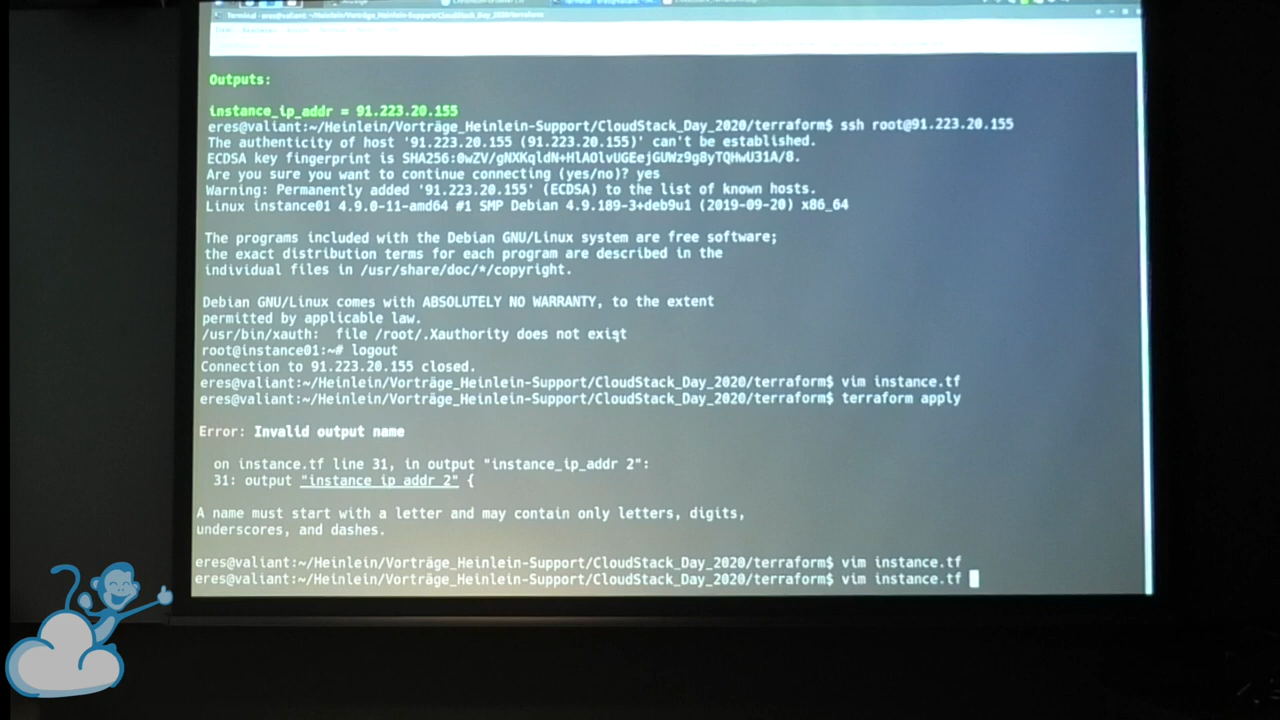 Terminal - eres@valiant:~/Heinlein/Vorträge_Heinlein-Support/CloudStack_Day_2020/terraform
Outputs:
instance_ip_addr = 91.223.20.155
eres@valiant:~/Heinlein/Vorträge_Heinlein-Support/CloudStack_Day_2020/terraform$ ssh root@91.223.20.155
The authenticity of host '91.223.20.155 (91.223.20.155)' can't be established.
ECDSA key fingerprint is SHA256:0wZV/gNXKqldN+HlAOlvUGEejGUWz9g8yTQHwU31A/8.
Are you sure you want to continue connecting (yes/no)? yes
Warning: Permanently added '91.223.20.155' (ECDSA) to the list of known hosts.
Linux instance01 4.9.0-11-amd64 #1 SMP Debian 4.9.189-3+deb9u1 (2019-09-20) x86_64
The programs included with the Debian GNU/Linux system are free software;
the exact distribution terms for each program are described in the
individual files in /usr/share/doc/*/copyright.
Debian GNU/Linux comes with ABSOLUTELY NO WARRANTY, to the extent
permitted by applicable law.
/usr/bin/xauth:  file /root/.Xauthority does not exist
root@instance01:~# logout
Connection to 91.223.20.155 closed.
eres@valiant:~/Heinlein/Vorträge_Heinlein-Support/CloudStack_Day_2020/terraform$ vim instance.tf
eres@valiant:~/Heinlein/Vorträge_Heinlein-Support/CloudStack_Day_2020/terraform$ terraform apply
Error: Invalid output name
on instance.tf line 31, in output "instance_ip_addr 2":
31: output "instance_ip_addr 2" {
A name must start with a letter and may contain only letters, digits,
underscores, and dashes.
eres@valiant:~/Heinlein/Vorträge_Heinlein-Support/CloudStack_Day_2020/terraform$ vim instance.tf
eres@valiant:~/Heinlein/Vorträge_Heinlein-Support/CloudStack_Day_2020/terraform$ vim instance.tf